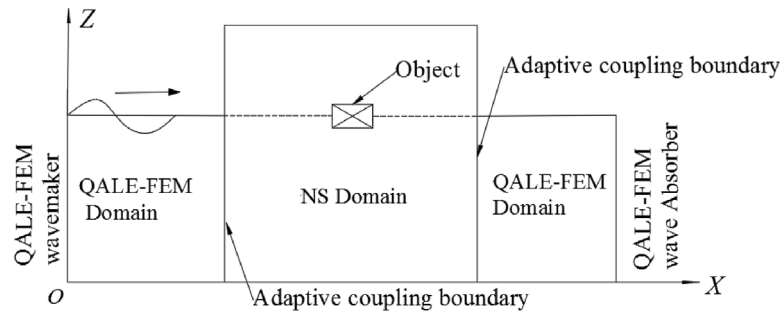 Z
Object
Adaptive coupling boundary
QALE-FEM
wavemaker
QALE-FEM
Domain
NS Domain
QALE-FEM
Domain
QALE-FEM
wave Absorber
O
Adaptive coupling boundary
X